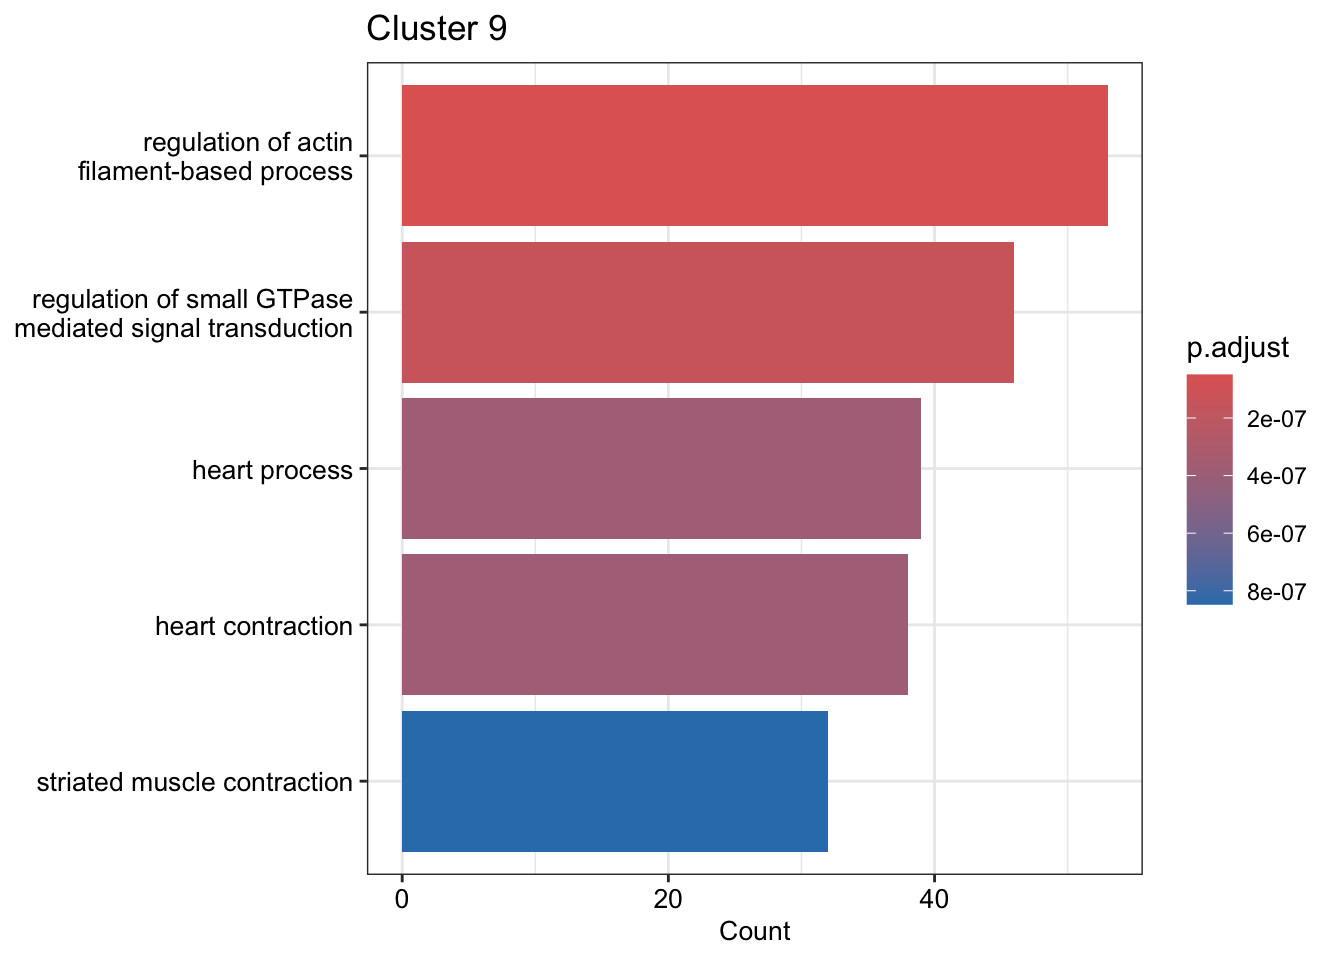 Cluster 9
regulation of actin
filament-based process
regulation of small GTPase
mediated signal transduction
heart process
heart contraction
striated muscle contraction
0
20
40
Count
p.adjust
2e-07
4e-07
6e-07
8e-07